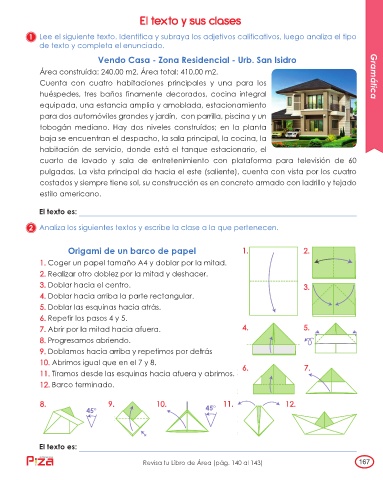 El texto y sus clases
1 Lee el siguiente texto. Identifica y subraya los adjetivos calificativos, luego analiza el tipo
de texto y completa el enunciado.
Gramática
Vendo Casa - Zona Residencial - Urb. San Isidro
Área construida: 240.00 m2. Área total: 410.00 m2.
Cuenta con cuatro habitaciones principales y una para los
huéspedes, tres baños finamente decorados, cocina integral
equipada, una estancia amplia y amoblada, estacionamiento
para dos automóviles grandes y jardín, con parrilla, piscina y un
tobogán mediano. Hay dos niveles construidos; en la planta
baja se encuentran el despacho, la sala principal, la cocina, la
habitación de servicio, donde está el tanque estacionario, el
cuarto de lavado y sala de entretenimiento con plataforma para televisión de 60
pulgadas. La vista principal da hacia el este (saliente), cuenta con vista por los cuatro
costados y siempre tiene sol, su construcción es en concreto armado con ladrillo y tejado
estilo americano.
El texto es:
2 Analiza los siguientes textos y escribe la clase a la que pertenecen.
Origami de un barco de papel
1. Coger un papel tamaño A4 y doblar por la mitad.
2. Realizar otro doblez por la mitad y deshacer.
3. Doblar hacia el centro.
4. Doblar hacia arriba la parte rectangular.
5. Doblar las esquinas hacia atrás.
6. Repetir los pasos 4 y 5.
7. Abrir por la mitad hacia afuera.
8. Progresamos abriendo.
9. Doblamos hacia arriba y repetimos por detrás
10. Abrimos igual que en el 7 y 8.
11. Tiramos desde las esquinas hacia afuera y abrimos.
12. Barco terminado.
1. 2.
3.
4. 5.
6. 7.
8. 9. 10. 11. 12.
45° 45°
El texto es:
Pizza
Revisa tu Libro de Área (pág. 140 al 143)
167